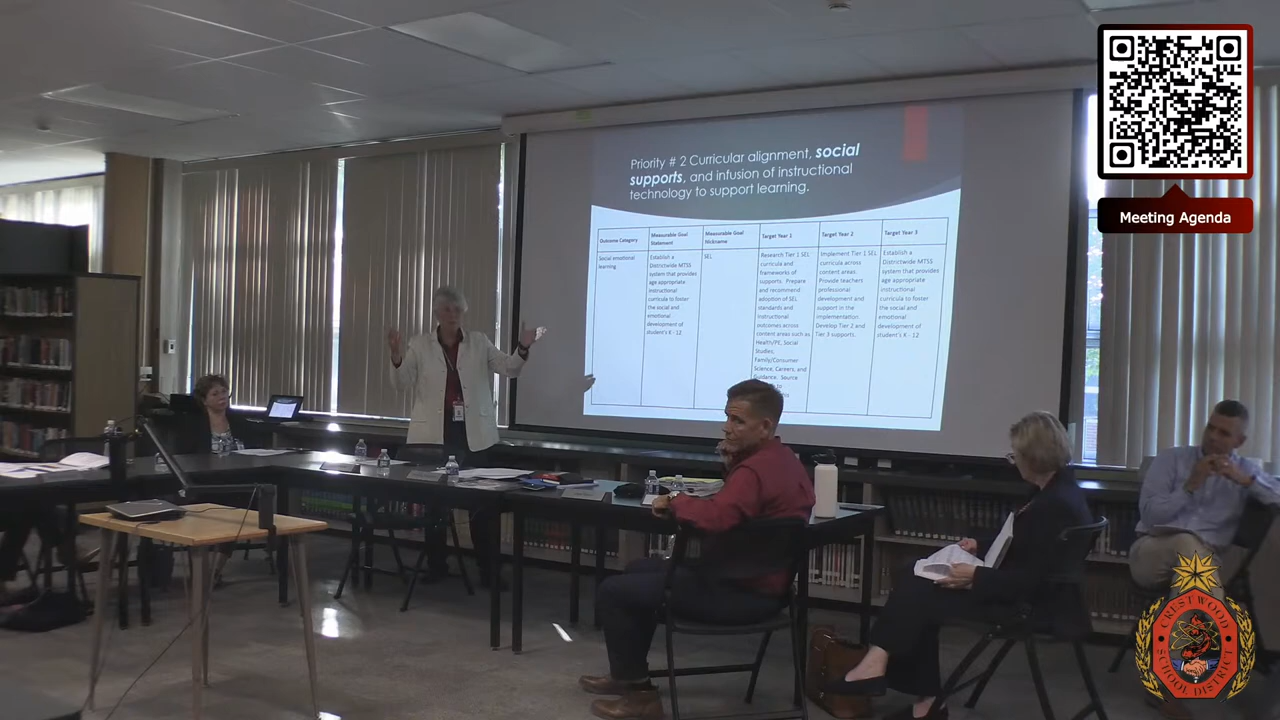 Priority # 2 Curricular alignment, social
supports, and infusion of instructional
technology to support learning.
Outcome Category
Measurable Goal
Statement
Measurable Goal
Nickname
Target Year 1
Target Year 2
Target Year 3
Social emotional
learning
Establish a
Districtwide MTSS
system that provides
age appropriate
instructional
curricula to foster
the social and
emotional
development of
student's K - 12
SEL
Research Tier 1 SEL
curricula and
frameworks of
supports. Prepare
and recommend
adoption of SEL
standards and
instructional
outcomes across
content areas such as
Health/PE, Social
Studies,
Family/Consumer
Science, Careers, and
Guidance. Source
to
Implement Tier 1 SEL
curricula across
content areas.
Provide teachers
professional
development and
support in the
implementation
Develop Tier 2 and
Tier 3 supports.
Establish a
Districtwide MTSS
system that provides
age appropriate
instructional
curricula to foster
the social and
emotional
development of
student's K - 12
Meeting Agenda
CRESTWOOD
SCHOOL DISTRICT